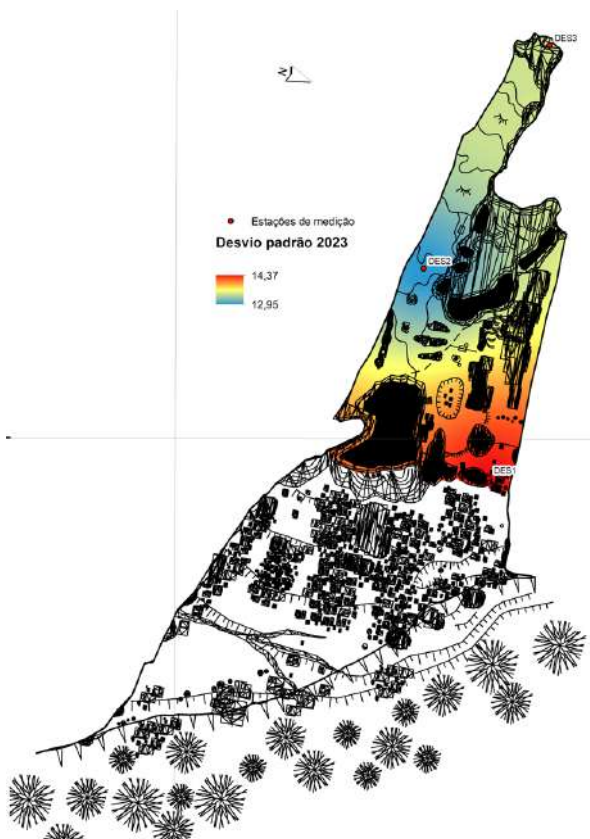 DES3
N
Estações de medição
Desvio padrão 2023
DES2
14,37
12,95
DES1